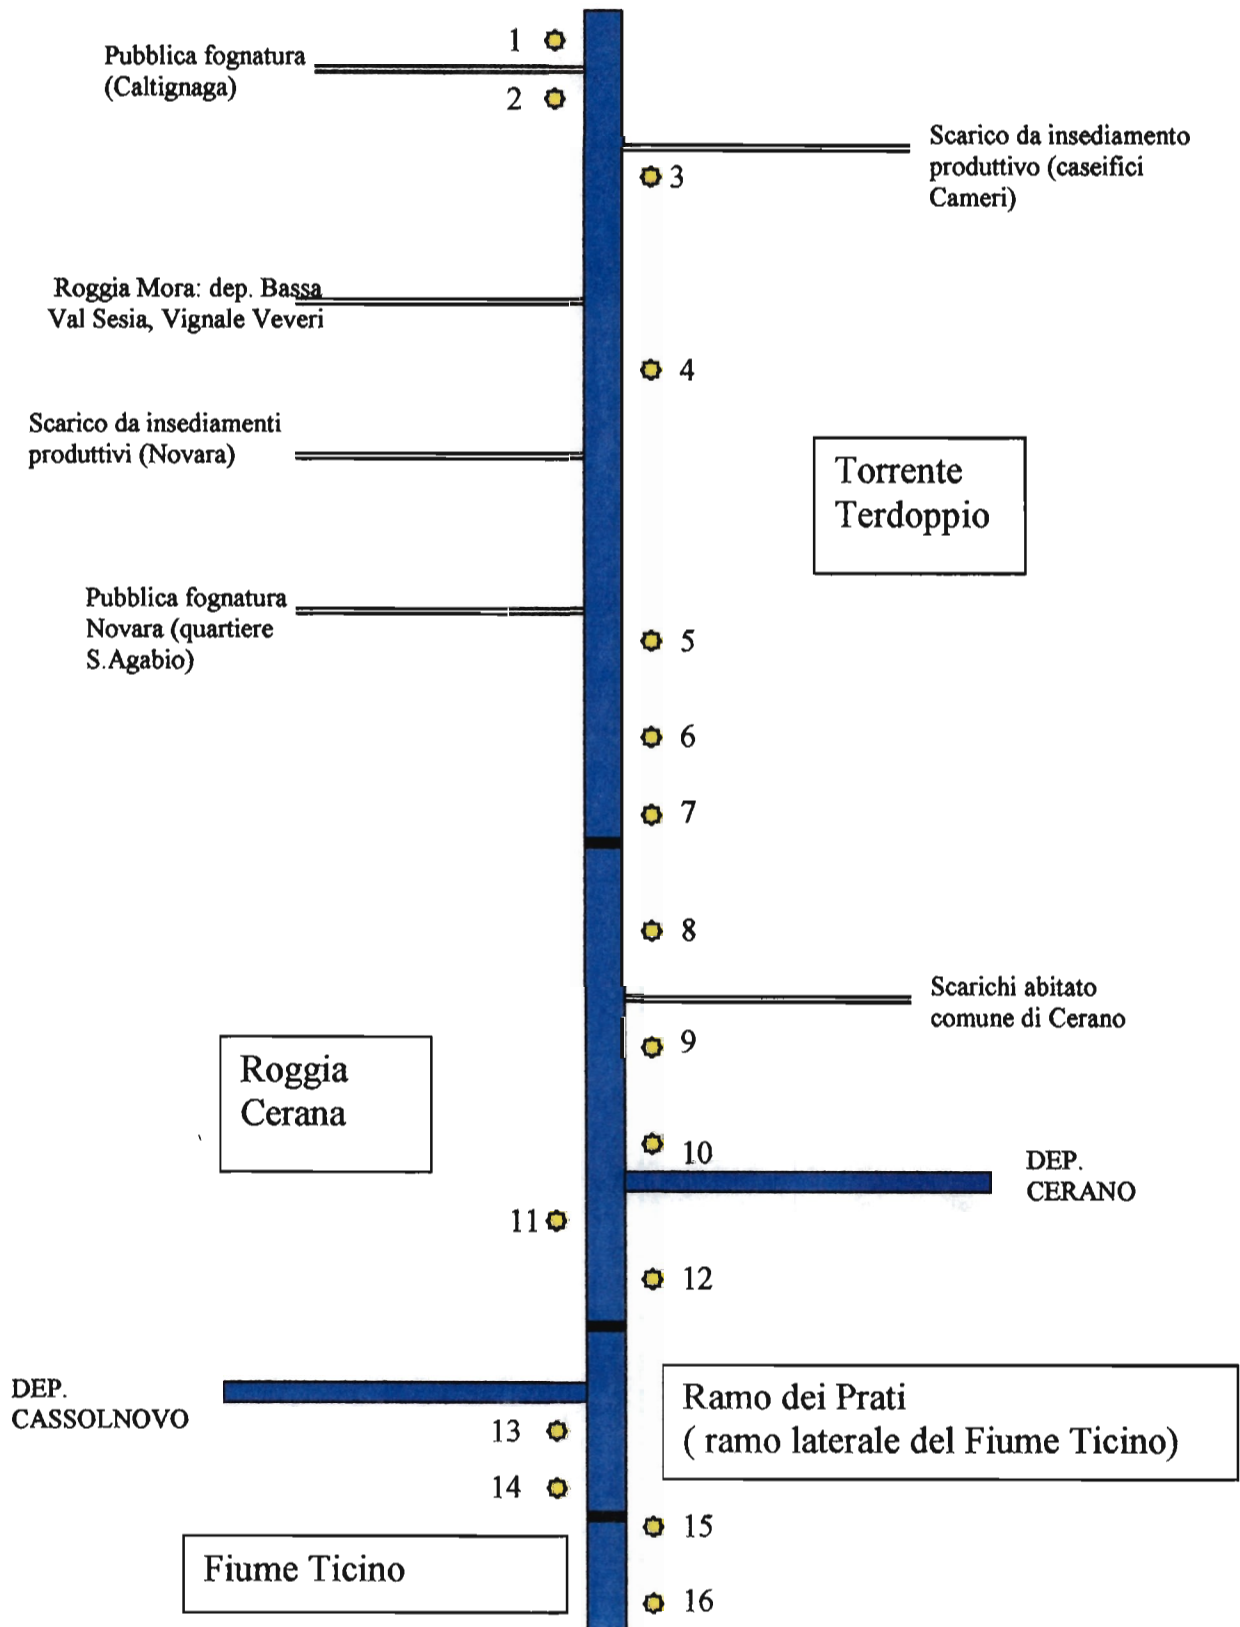 1
Pubblica fognatura
(Caltignaga)
2
Scarico da insediamento
produttivo (caseifici
Cameri)
3
Roggia Mora: dep. Bassa
Val Sesia, Vignale Veveri
4
Scarico da insediamenti
produttivi (Novara)
Torrente
Terdoppio
Pubblica fognatura
Novara (quartiere
S.Agabio)
5
6
7
8
Scarichi abitato
comune di Cerano
9
Roggia
Cerana
10
DEP.
CERANO
11
12
DEP.
CASSOLNOVO
Ramo dei Prati
( ramo laterale del Fiume Ticino)
13
14
15
Fiume Ticino
16